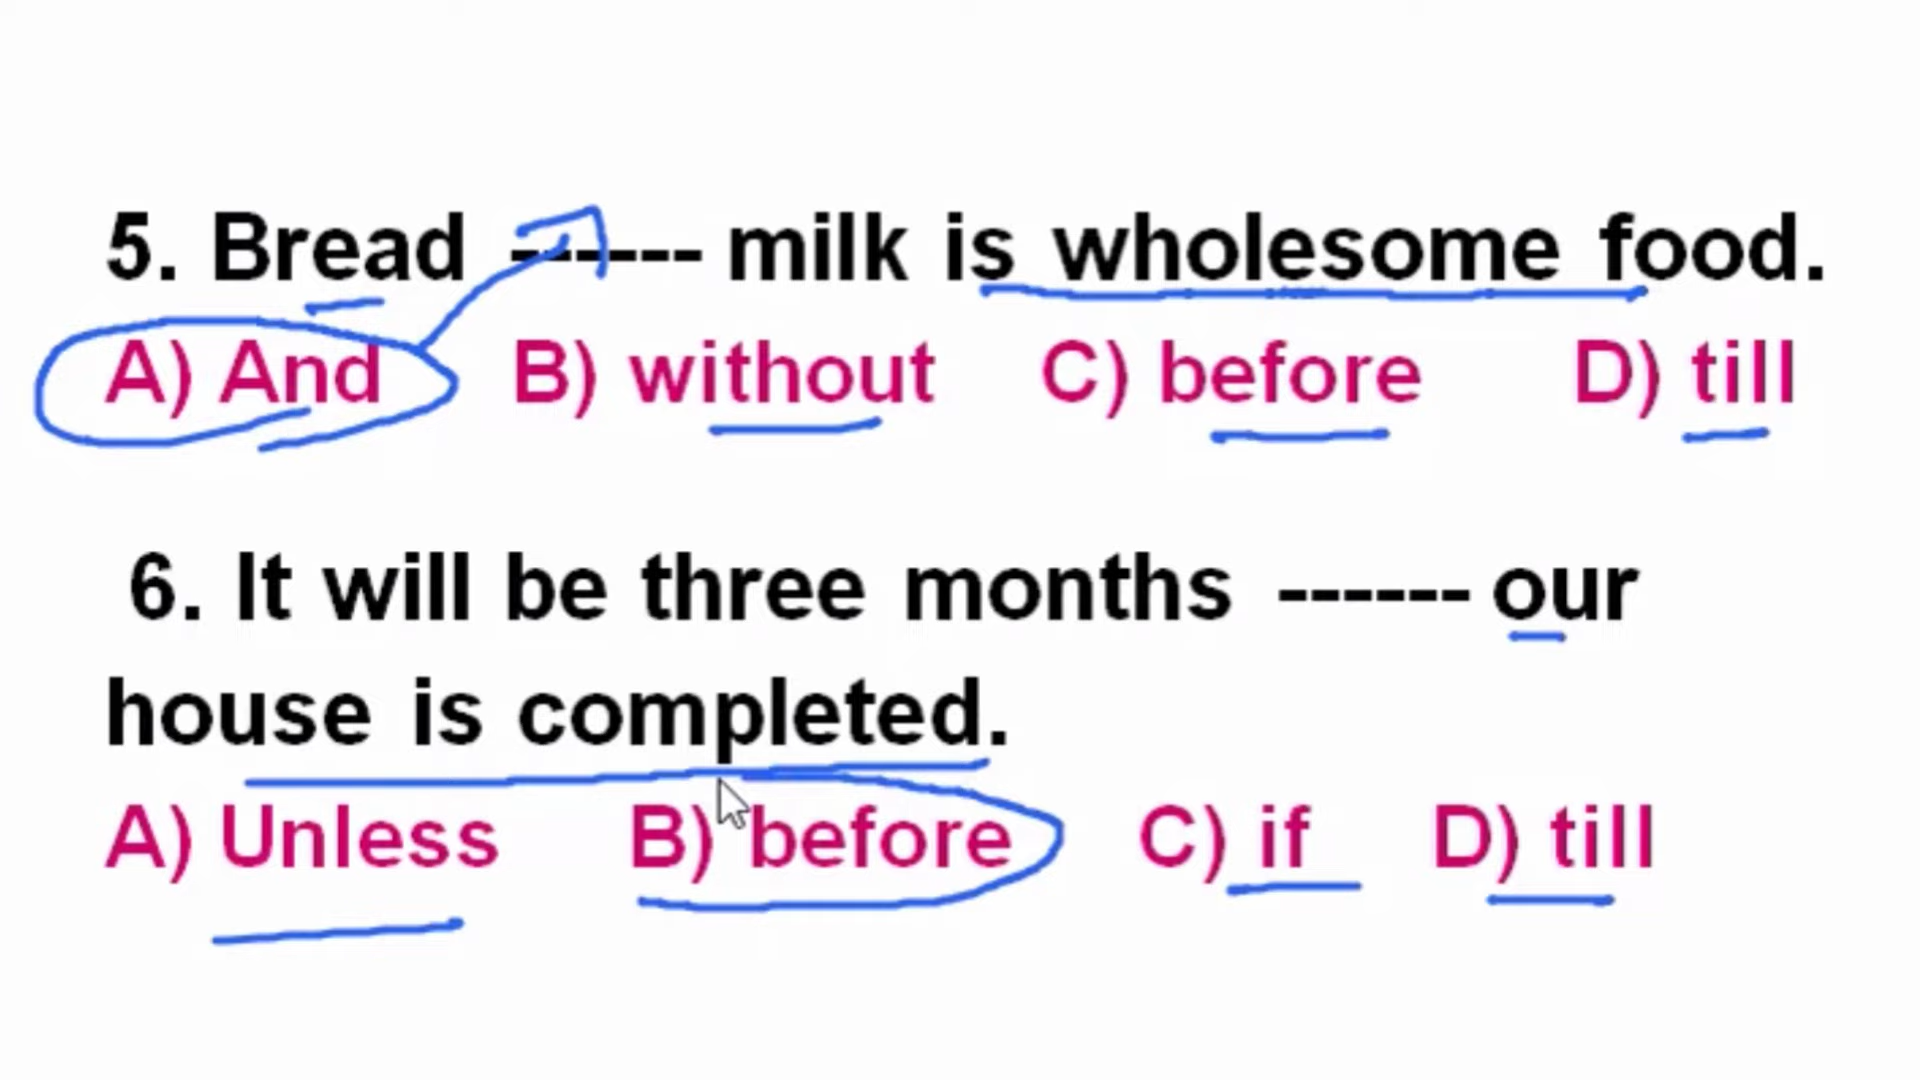 5. Bread ------ milk is wholesome food.
A) And B) without C) before D) till
6. It will be three months ------ our
house is completed.
A) Unless B) before C) if D) till